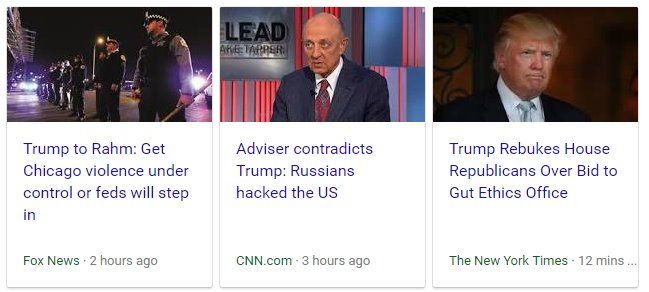 LEAD
AKE TAPPER
Trump to Rahm: Get
Chicago violence under
control or feds will step
in
Fox News · 2 hours ago
Adviser contradicts
Trump: Russians
hacked the US
CNN.com · 3 hours ago
Trump Rebukes House
Republicans Over Bid to
Gut Ethics Office
The New York Times · 12 mins ...